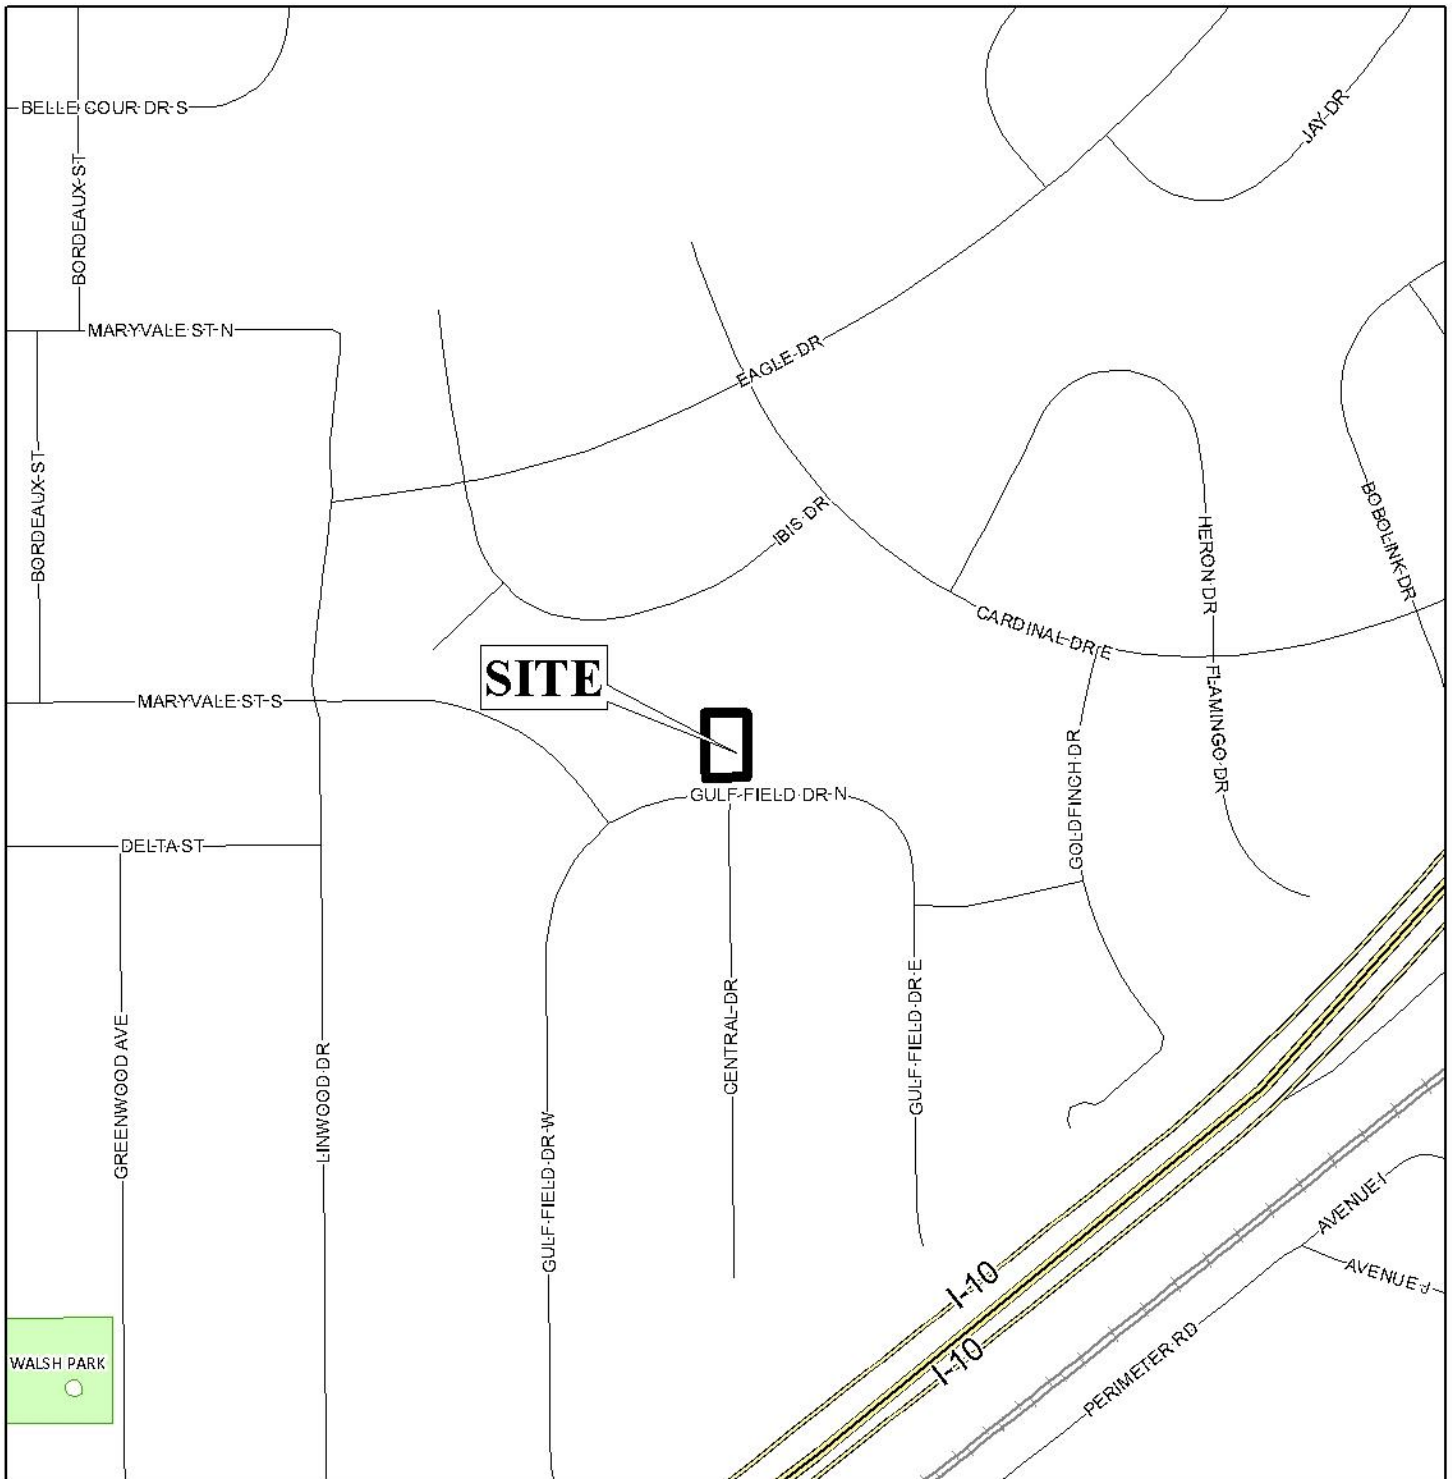 BELLE COUR DR S
JAY DR
BORDEAUX ST
MARYVALE ST N
EAGLE DR
BORDEAUX ST
IBIS DR
HERON DR
BOBOLINK DR
CARDINAL DR E
SITE
MARYVALE ST S
FLAMINGO DR
GOLDFINCH DR
GULF FIELD DR N
DELTA ST
GREENWOOD AVE
LINWOOD DR
CENTRAL DR
GULF FIELD DR E
GULF FIELD DR W
AVENUE I
I-10
AVENUE J
I-10
WALSH PARK
PERIMETER RD